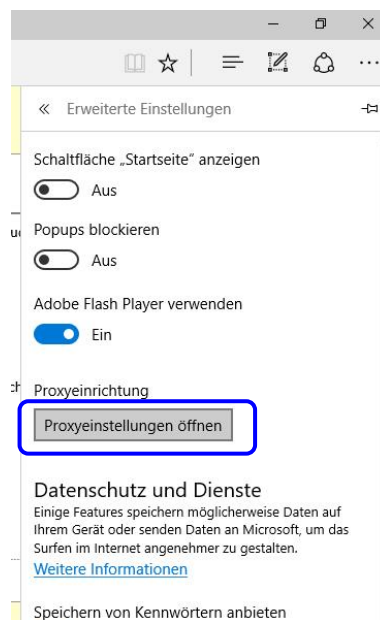 Erweiterte Einstellungen
Schaltfläche „Startseite“ anzeigen
Aus
Popups blockieren
Aus
Adobe Flash Player verwenden
Ein
Proxyeinrichtung
Proxyeinstellungen öffnen
Datenschutz und Dienste
Einige Features speichern möglicherweise Daten auf
Ihrem Gerät oder senden Daten an Microsoft, um das
Surfen im Internet angenehmer zu gestalten.
Weitere Informationen
Speichern von Kennwörtern anbieten